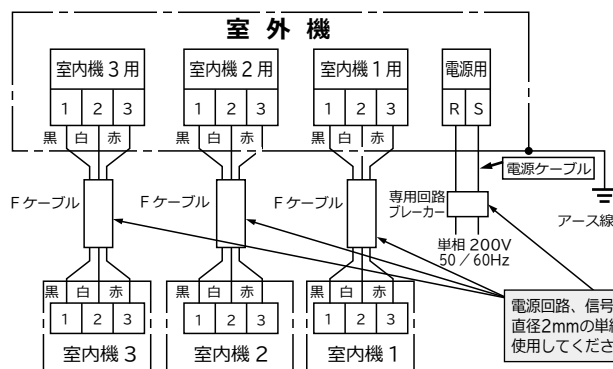 室 外 機
室内機3用
室内機2用
室内機1用
電源用
1 2 3
1 2 3
1 2 3
R S
黒 白 赤
黒 白 赤
黒 白 赤
電源ケーブル
Fケーブル
Fケーブル
Fケーブル
専用回路
ブレーカー
アース線
単相 200V
50/60Hz
黒 白 赤
黒 白 赤
黒 白 赤
1 2 3
1 2 3
1 2 3
室内機3
室内機2
室内機1
電源回路、信号
直径2mmの単線
使用してくださ